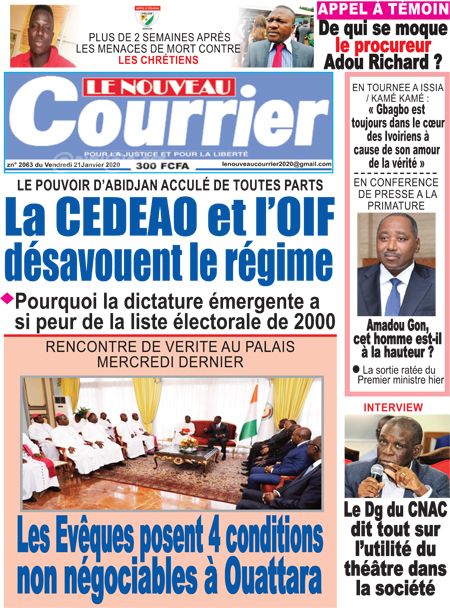 PLUS DE 2 SEMAINES APRÈS
LES MENACES DE MORT CONTRE
LES CHRÉTIENS
APPEL À TÉMOIN
De qui se moque
le procureur
Adou Richard ?
LE NOUVEAU
Courrier
POUR LA JUSTICE ET POUR LA LIBERTÉ
zn° 2063 du Vendredi 21Janvier 2020
300 FCFA
lenouveaucourrier2020@gmail.com
LE POUVOIR D’ABIDJAN ACCULÉ DE TOUTES PARTS
La CEDEAO et l’OIF
désavouent le régime
Pourquoi la dictature émergente a
si peur de la liste électorale de 2000
RENCONTRE DE VERITE AU PALAIS
MERCREDI DERNIER
Les Evêques posent 4 conditions
non négociables à Ouattara
EN TOURNEE A ISSIA
/ KAMÉ KAMÉ :
« Gbagbo est
toujours dans le cœur
des Ivoiriens à
cause de son amour
de la vérité »
EN CONFERENCE
DE PRESSE A LA
PRIMATURE
Amadou Gon,
cet homme est-il
à la hauteur ?
La sortie ratée du
Premier ministre hier
INTERVIEW
Le Dg du CNAC
dit tout sur
l’utilité du
théâtre dans
la société